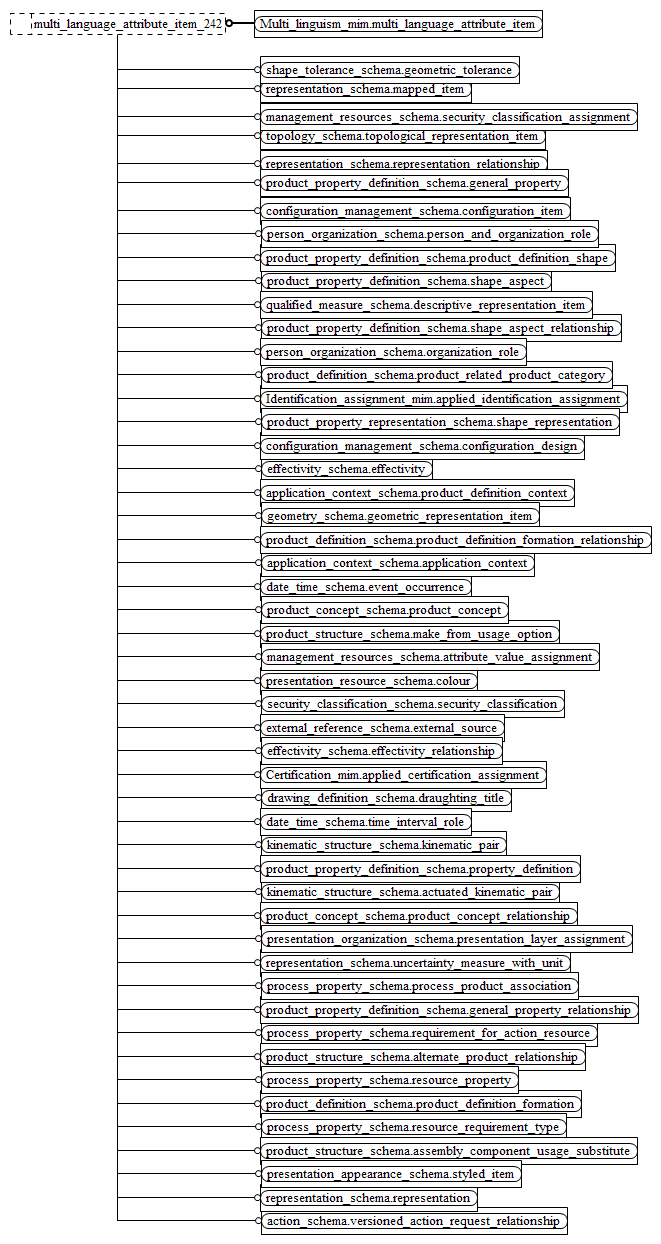 multi_language_attribute_item_242
Multi_linguism_mim.multi_language_attribute_item
shape_tolerance_schema.geometric_tolerance
representation_schema.mapped_item
management_resources_schema.security_classification_assignment
topology_schema.topological_representation_item
representation_schema.representation_relationship
product_property_definition_schema.general_property
configuration_management_schema.configuration_item
person_organization_schema.person_and_organization_role
product_property_definition_schema.product_definition_shape
product_property_definition_schema.shape_aspect
qualified_measure_schema.descriptive_representation_item
product_property_definition_schema.shape_aspect_relationship
person_organization_schema.organization_role
product_definition_schema.product_related_product_category
Identification_assignment_mim.applied_identification_assignment
product_property_representation_schema.shape_representation
configuration_management_schema.configuration_design
effectivity_schema.effectivity
application_context_schema.product_definition_context
geometry_schema.geometric_representation_item
product_definition_schema.product_definition_formation_relationship
application_context_schema.application_context
date_time_schema.event_occurrence
product_concept_schema.product_concept
product_structure_schema.make_from_usage_option
management_resources_schema.attribute_value_assignment
presentation_resource_schema.colour
security_classification_schema.security_classification
external_reference_schema.external_source
effectivity_schema.effectivity_relationship
Certification_mim.applied_certification_assignment
drawing_definition_schema.draughting_title
date_time_schema.time_interval_role
kinematic_structure_schema.kinematic_pair
product_property_definition_schema.property_definition
kinematic_structure_schema.actuated_kinematic_pair
product_concept_schema.product_concept_relationship
presentation_organization_schema.presentation_layer_assignment
representation_schema.uncertainty_measure_with_unit
process_property_schema.process_product_association
product_property_definition_schema.general_property_relationship
process_property_schema.requirement_for_action_resource
product_structure_schema.alternate_product_relationship
process_property_schema.resource_property
product_definition_schema.product_definition_formation
process_property_schema.resource_requirement_type
product_structure_schema.assembly_component_usage_substitute
presentation_appearance_schema.styled_item
representation_schema.representation
action_schema.versioned_action_request_relationship